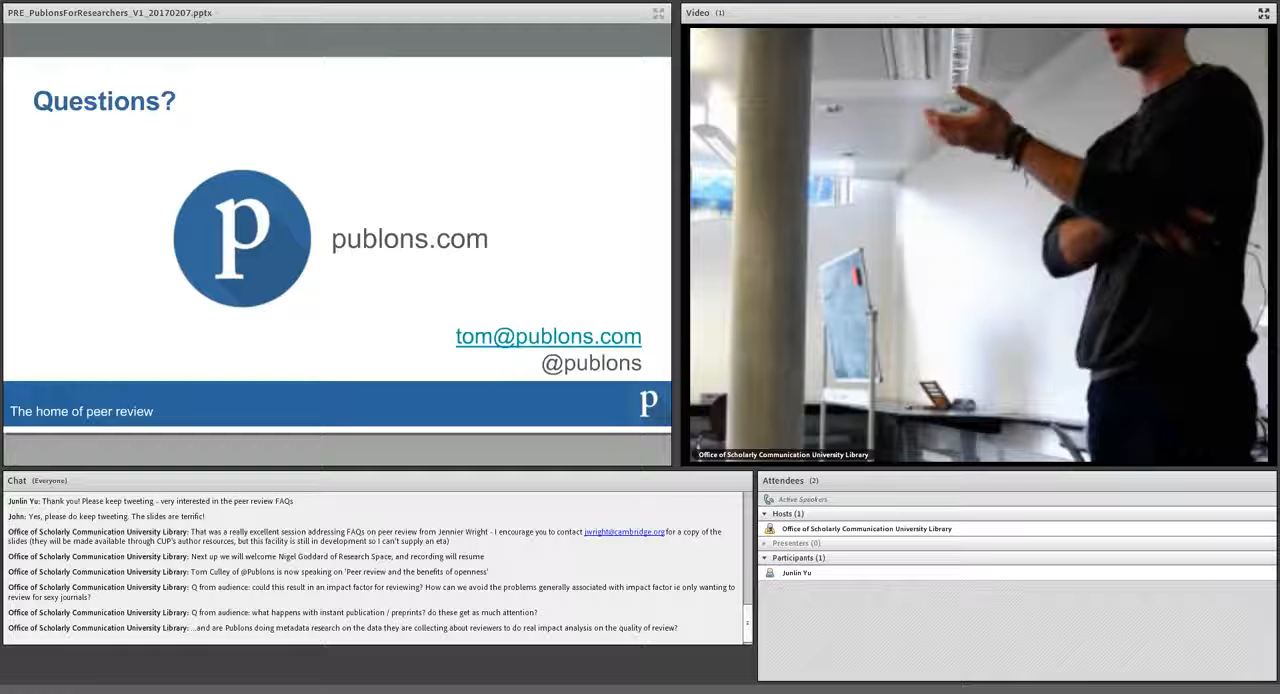 PRE_PublonsForResearchers_V1_20170207.pptx
Questions?
p
publons.com
tom@publons.com
@publons
The home of peer review
p
Video (1)
Office of Scholarly Communication University Library
Chat (Everyone)
Junlin Yu: Thank you! Please keep tweeting - very interested in the peer review FAQs
John: Yes, please do keep tweeting. The slides are terrific!
Office of Scholarly Communication University Library: That was a really excellent session addressing FAQs on peer review from Jennier Wright - I encourage you to contact jwright@cambridge.org for a copy of the
slides (they will be made available through CUP's author resources, but this facility is still in development so I can't supply an eta)
Office of Scholarly Communication University Library: Next up we will welcome Nigel Goddard of Research Space, and recording will resume
Office of Scholarly Communication University Library: Tom Culley of @Publons is now speaking on 'Peer review and the benefits of openness'
Office of Scholarly Communication University Library: Q from audience: could this result in an impact factor for reviewing? How can we avoid the problems generally associated with impact factor ie only wanting to
review for sexy journals?
Office of Scholarly Communication University Library: Q from audience: what happens with instant publication / preprints? do these get as much attention?
Office of Scholarly Communication University Library: ...and are Publons doing metadata research on the data they are collecting about reviewers to do real impact analysis on the quality of review?
Attendees (2)
Active Speakers
Hosts (1)
Office of Scholarly Communication University Library
Presenters (0)
Participants (1)
Junlin Yu